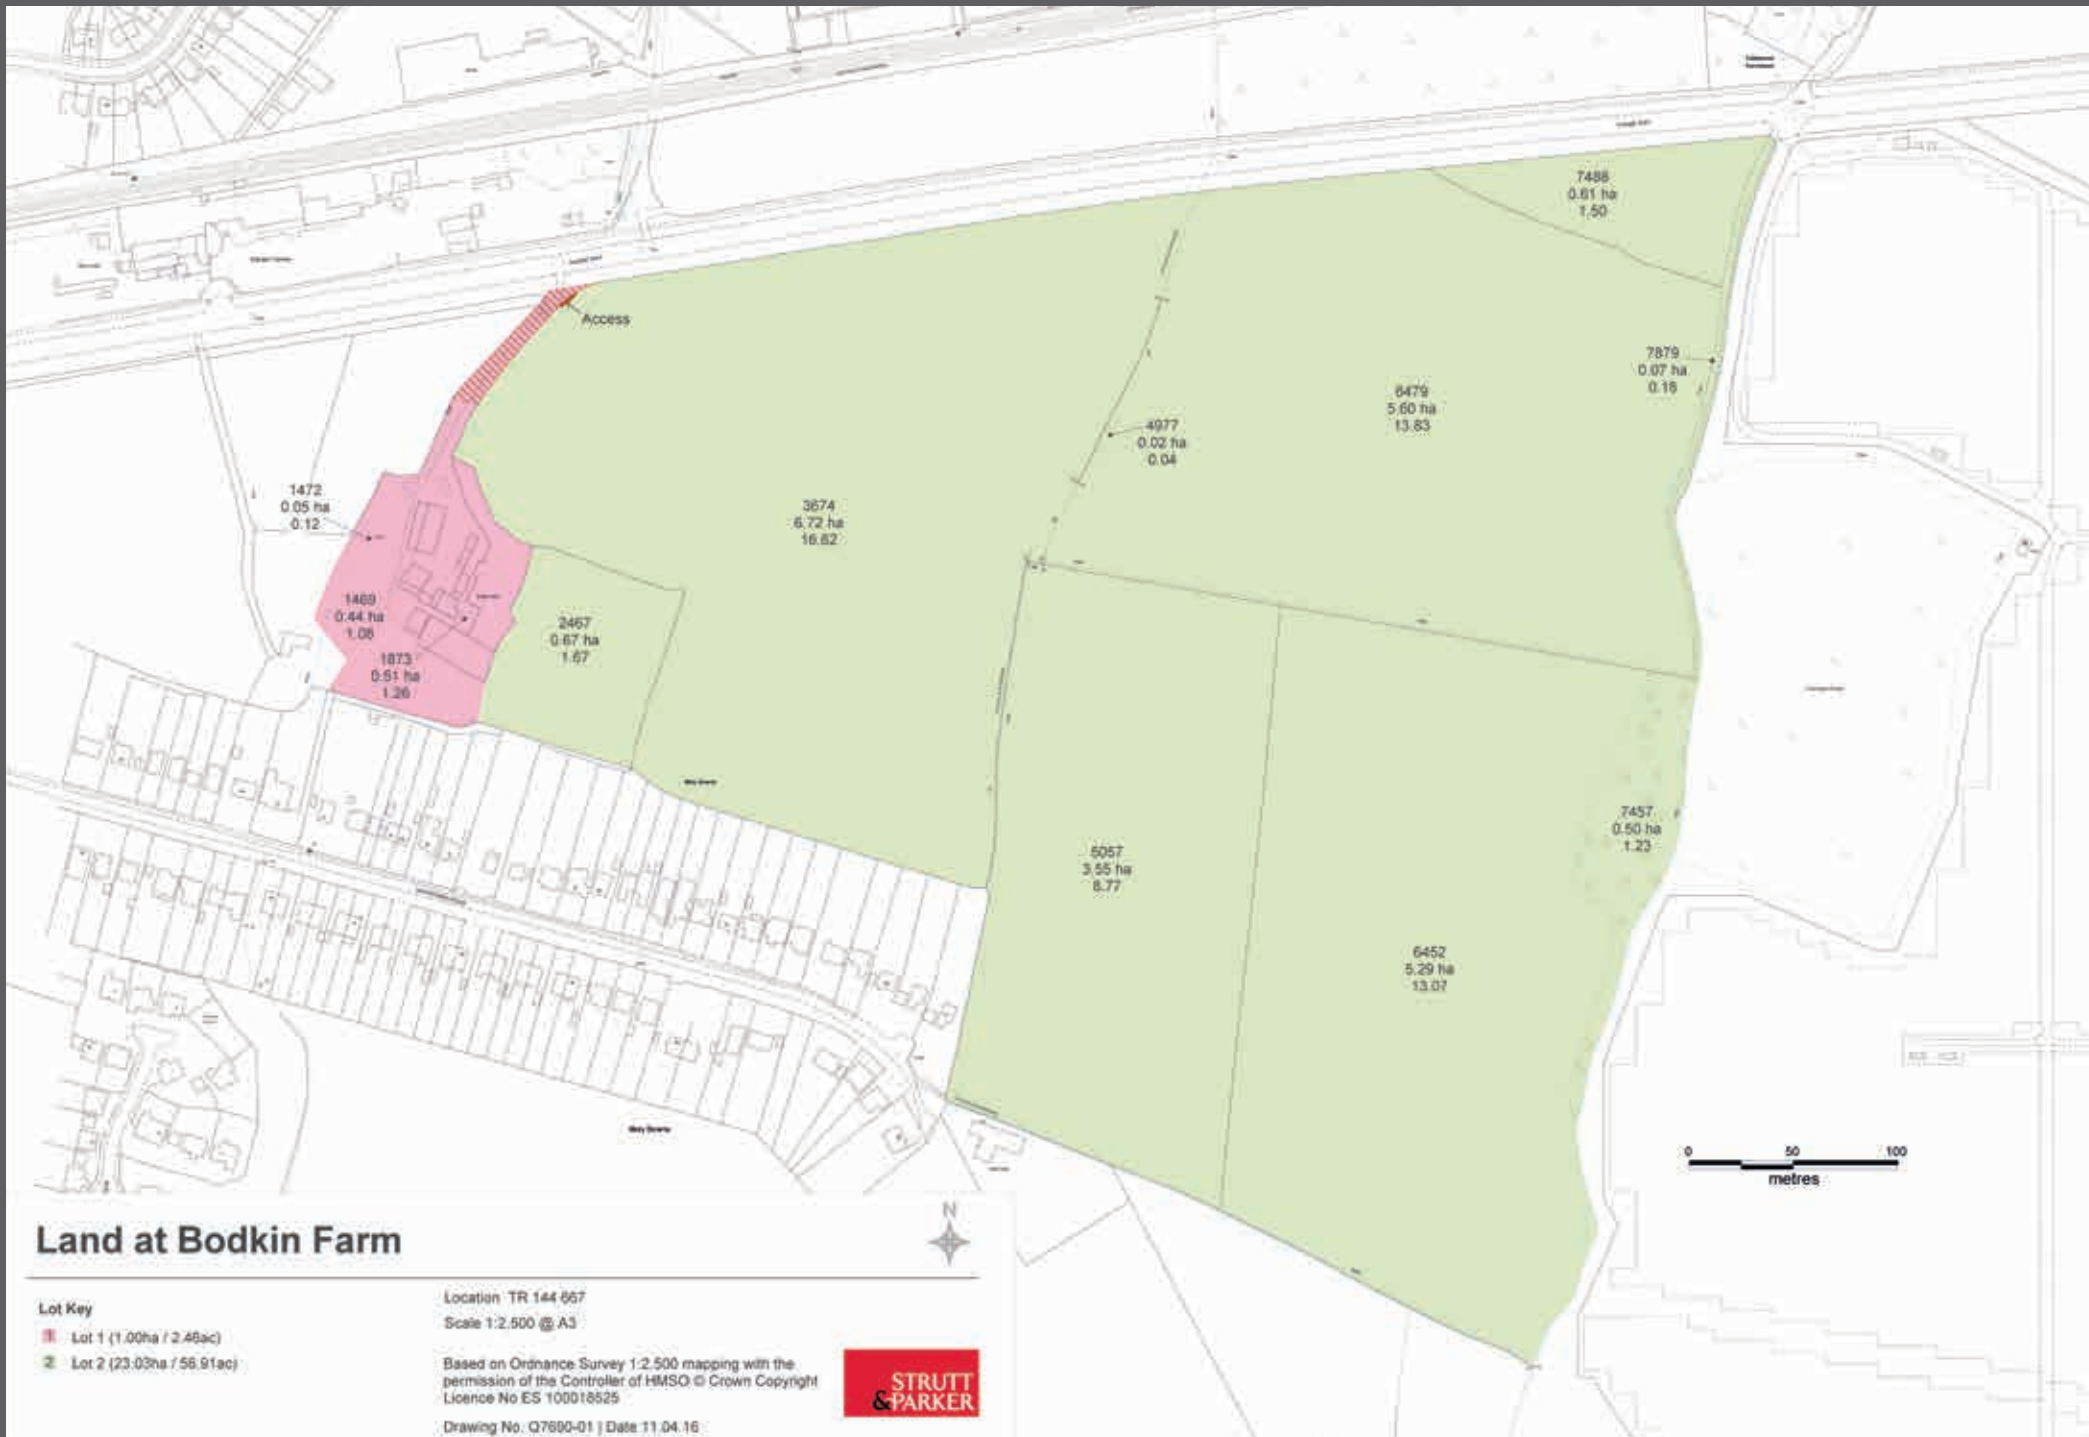 7488
0.61 ha
1.50
Access
7879
0.07 ha
0.18
6479
5.60 ha
13.83
4977
0.02 ha
0.04
1472
0.05 ha
0.12
3674
6.72 ha
16.62
1469
0.44 ha
1.08
2467
0.67 ha
1.67
1873
0.51 ha
1.26
7457
0.50 ha
1.23
5057
3.55 ha
8.77
6452
5.29 ha
13.07
0 50 100
metres
N
Land at Bodkin Farm
Lot Key
1 Lot 1 (1.00ha / 2.46ac)
2 Lot 2 (23.03ha / 56.91ac)
Location TR 144 667
Scale 1:2,500 @ A3
Based on Ordnance Survey 1:2,500 mapping with the
permission of the Controller of HMSO © Crown Copyright
Licence No ES 100018525
Drawing No. Q7690-01 | Date 11.04.16
STRUTT
&PARKER